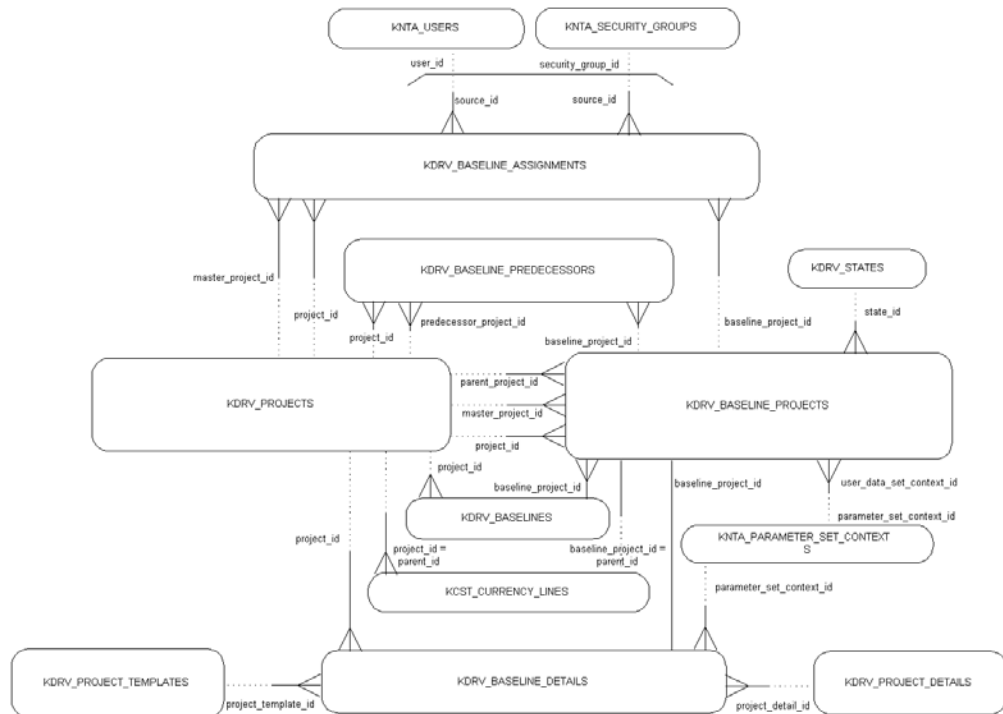 KNTA_USERS
KNTA_SECURITY_GROUPS
user_id
security_group_id
source_id
source_id
KDRV_BASELINE_ASSIGNMENTS
KDRV_BASELINE_PREDECESSORS
KDRV_STATES
master_project_id
project_id
project_id
predecessor_project_id
baseline_project_id
baseline_project_id
state_id
KDRV_PROJECTS
parent_project_id
master_project_id
project_id
KDRV_BASELINE_PROJECTS
project_id
baseline_project_id
baseline_project_id
user_data_set_context_id
KDRV_BASELINES
parameter_set_context_id
KNTA_PARAMETER_SET_CONTEXT
S
project_id
project_id =
parent_id
baseline_project_id =
parent_id
KCST_CURRENCY_LINES
parameter_set_context_id
KDRV_PROJECT_TEMPLATES
project_template_id
KDRV_BASELINE_DETAILS
project_detail_id
KDRV_PROJECT_DETAILS